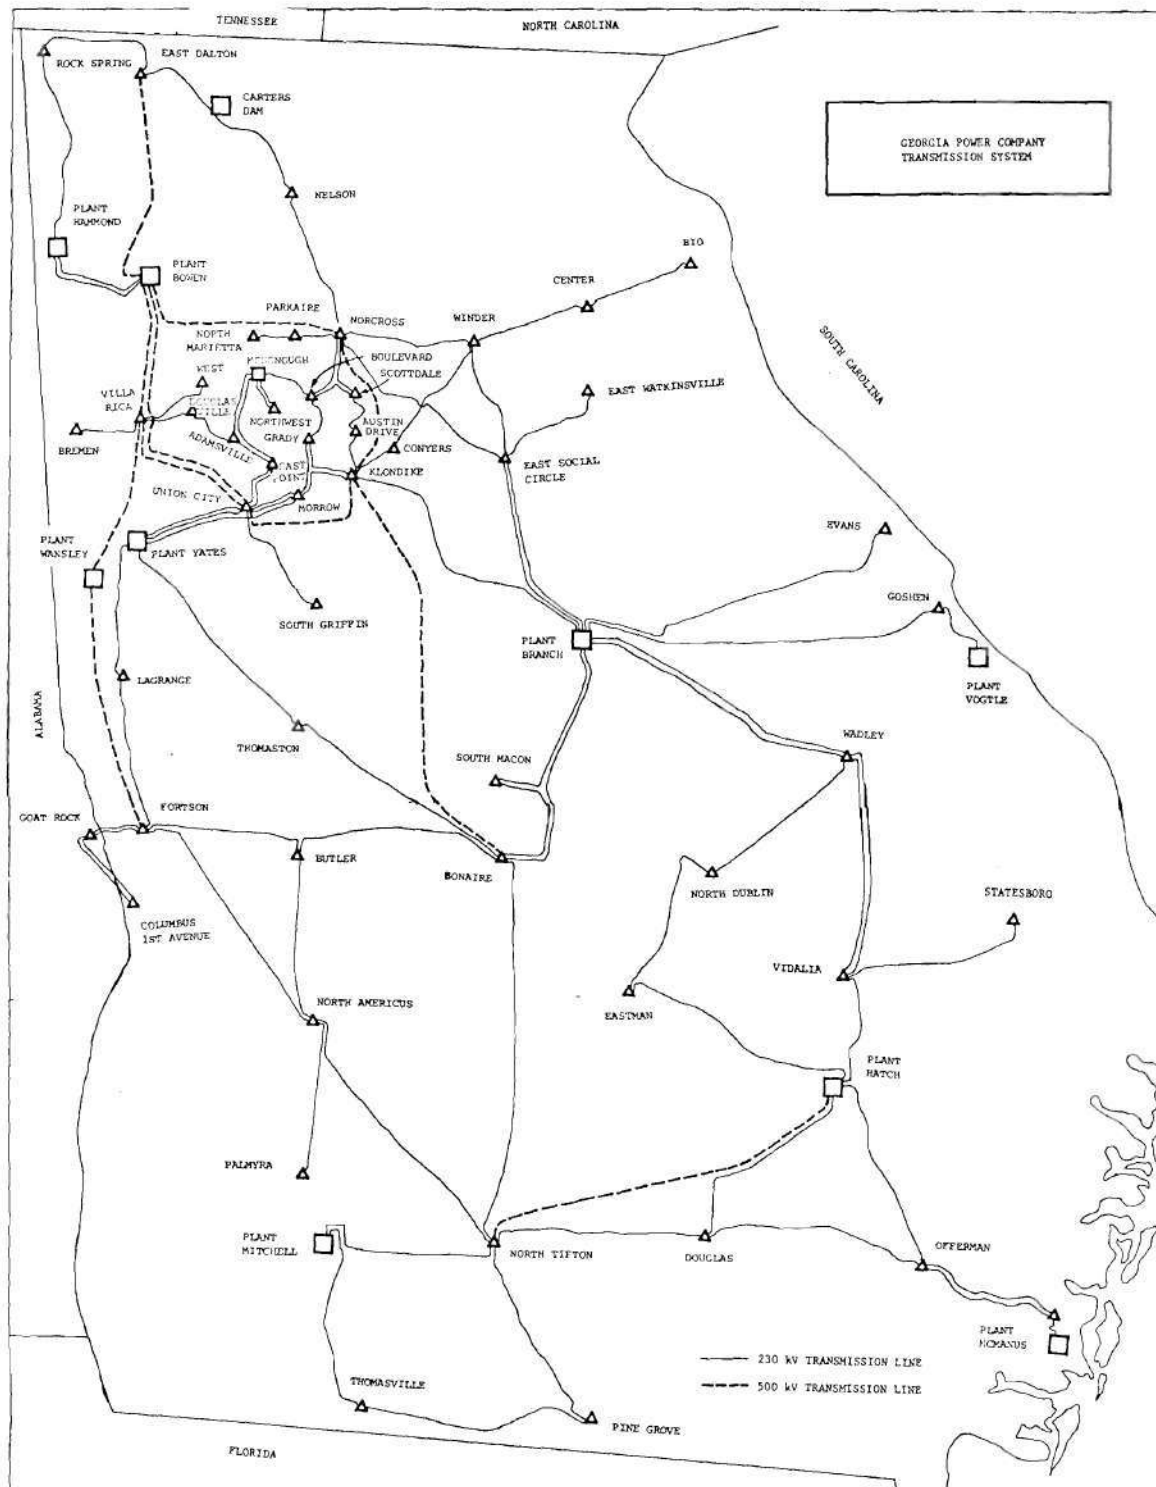 TENNESSEE
NORTH CAROLINA
ROCK SPRING
EAST DALTON
CARTERS
DAM
GEORGIA POWER COMPANY
TRANSMISSION SYSTEM
NELSON
PLANT
HAMMOND
PLANT
BOWEN
BIO
CENTER
PARKAIRE
NORCROSS
WINDER
NORTH
MARIETTA
BOULEVARD
SCOTTDALE
MCDONOUGH
WEST
SOUTH CAROLINA
EAST WATKINSVILLE
VILLA
RICA
DOUGLAS
VILLE
NORTHWEST
GRADY
AUSTIN
DRIVE
BREMEN
ADAMSVILLE
CONYERS
EAST
POINT
KLONDIKE
EAST SOCIAL
CIRCLE
UNION CITY
MORROW
EVANS
PLANT
WANSLEY
PLANT YATES
GOSHEN
SOUTH GRIFFIN
PLANT
BRANCH
PLANT
VOGTLE
LAGRANGE
ALABAMA
THOMASTON
SOUTH MACON
WADLEY
GOAT ROCK
FORTSON
BUTLER
BONAIRE
NORTH DUBLIN
STATESBORO
COLUMBUS
1ST AVENUE
VIDALIA
NORTH AMERICUS
EASTMAN
PLANT
HATCH
PALMYRA
PLANT
MITCHELL
NORTH TIFTON
DOUGLAS
OFFERMAN
PLANT
MCMANUS
230 kV TRANSMISSION LINE
500 kV TRANSMISSION LINE
THOMASVILLE
PINE GROVE
FLORIDA